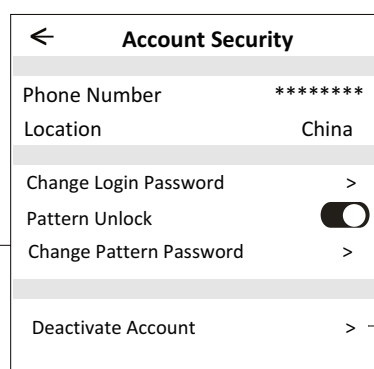 ← Account Security
Phone Number ********
Location China
Change Login Password >
Pattern Unlock
Change Pattern Password >
Deactivate Account >